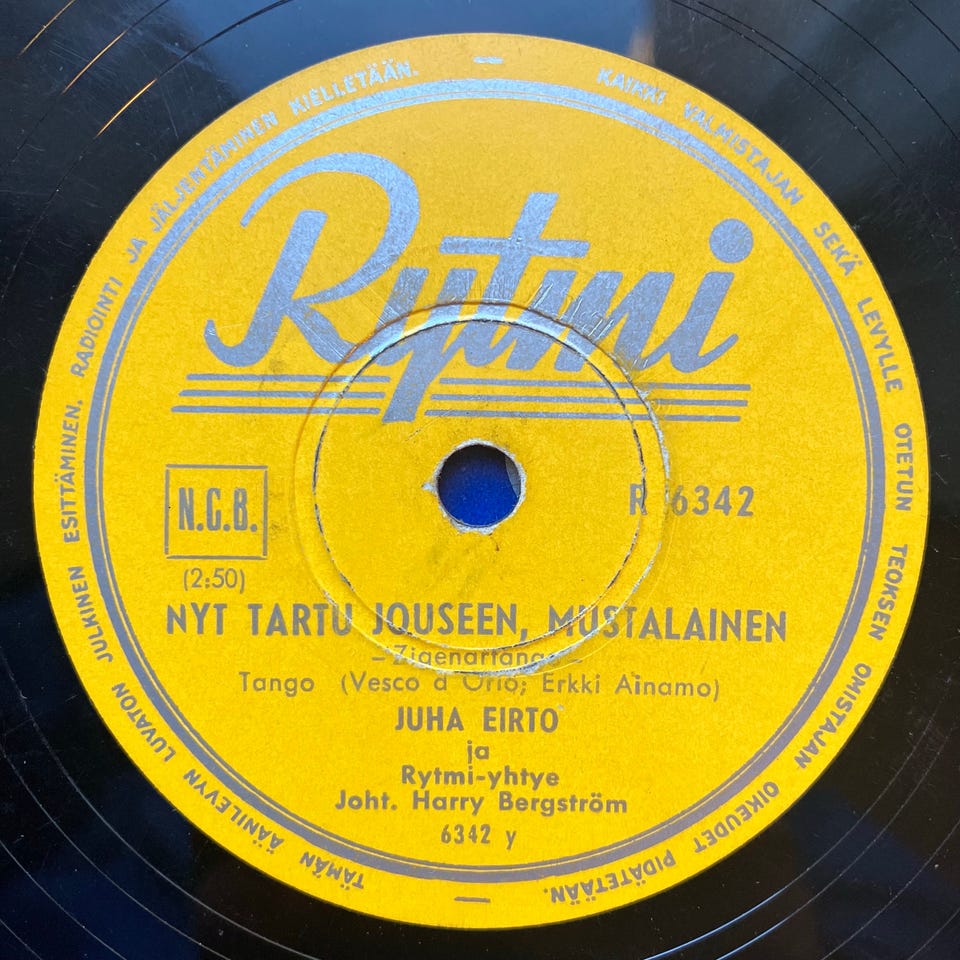 KAIKKI VALMISTAJAN SEKÄ LEVYLLE OTETUN TEOKSEN OMISTAJAN OIKEUDET PIDÄTETÄÄN.
TÄMÄN ÄÄNILEVYN LUVATON JULKINEN ESITTÄMINEN, RADIOINTI JA JÄLJENTÄMINEN KIELLETÄÄN.
Rytmi
N.C.B.
R 6342
(2:50)
NYT TARTU JOUSEEN, MUSTALAINEN
– Zigenartango –
Tango (Vesco d'Orio; Erkki Ainamo)
JUHA EIRTO
ja
Rytmi-yhtye
Joht. Harry Bergström
6342 y